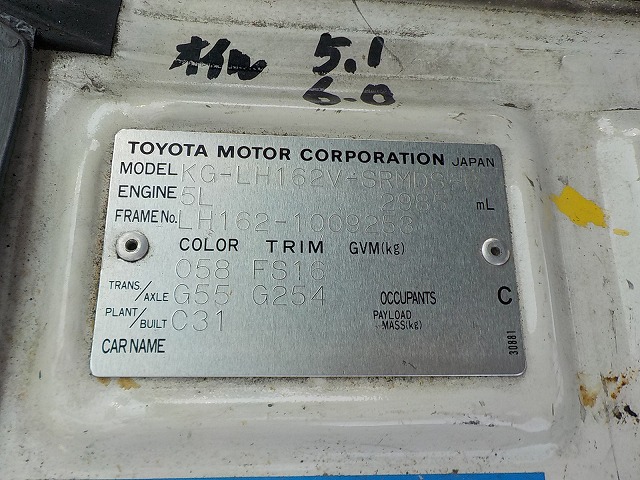 オイル 5.1
6.0
TOYOTA MOTOR CORPORATION JAPAN
MODEL KG-LH162V-SRMDS
ENGINE 5L mL
FRAME No. LH162-1009253
COLOR TRIM GVM(kg)
058 FS16
TRANS./AXLE G55 G254 OCCUPANTS C
PLANT/BUILT C31 PAYLOAD MASS(kg)
CAR NAME
30881